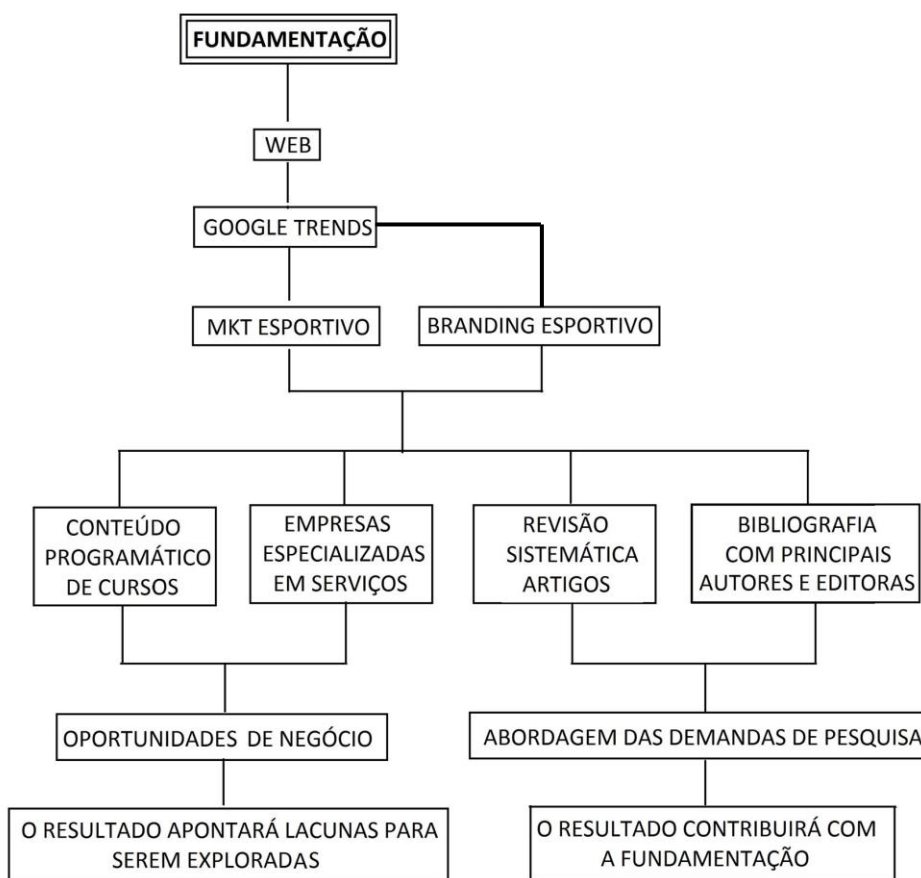 FUNDAMENTAÇÃO
WEB
GOOGLE TRENDS
MKT ESPORTIVO
BRANDING ESPORTIVO
CONTEÚDO
PROGRAMÁTICO
DE CURSOS
EMPRESAS
ESPECIALIZADAS
EM SERVIÇOS
REVISÃO
SISTEMÁTICA
ARTIGOS
BIBLIOGRAFIA
COM PRINCIPAIS
AUTORES E EDITORAS
OPORTUNIDADES DE NEGÓCIO
ABORDAGEM DAS DEMANDAS DE PESQUISA
O RESULTADO APONTARÁ LACUNAS PARA
SEREM EXPLORADAS
O RESULTADO CONTRIBUIRÁ COM
A FUNDAMENTAÇÃO